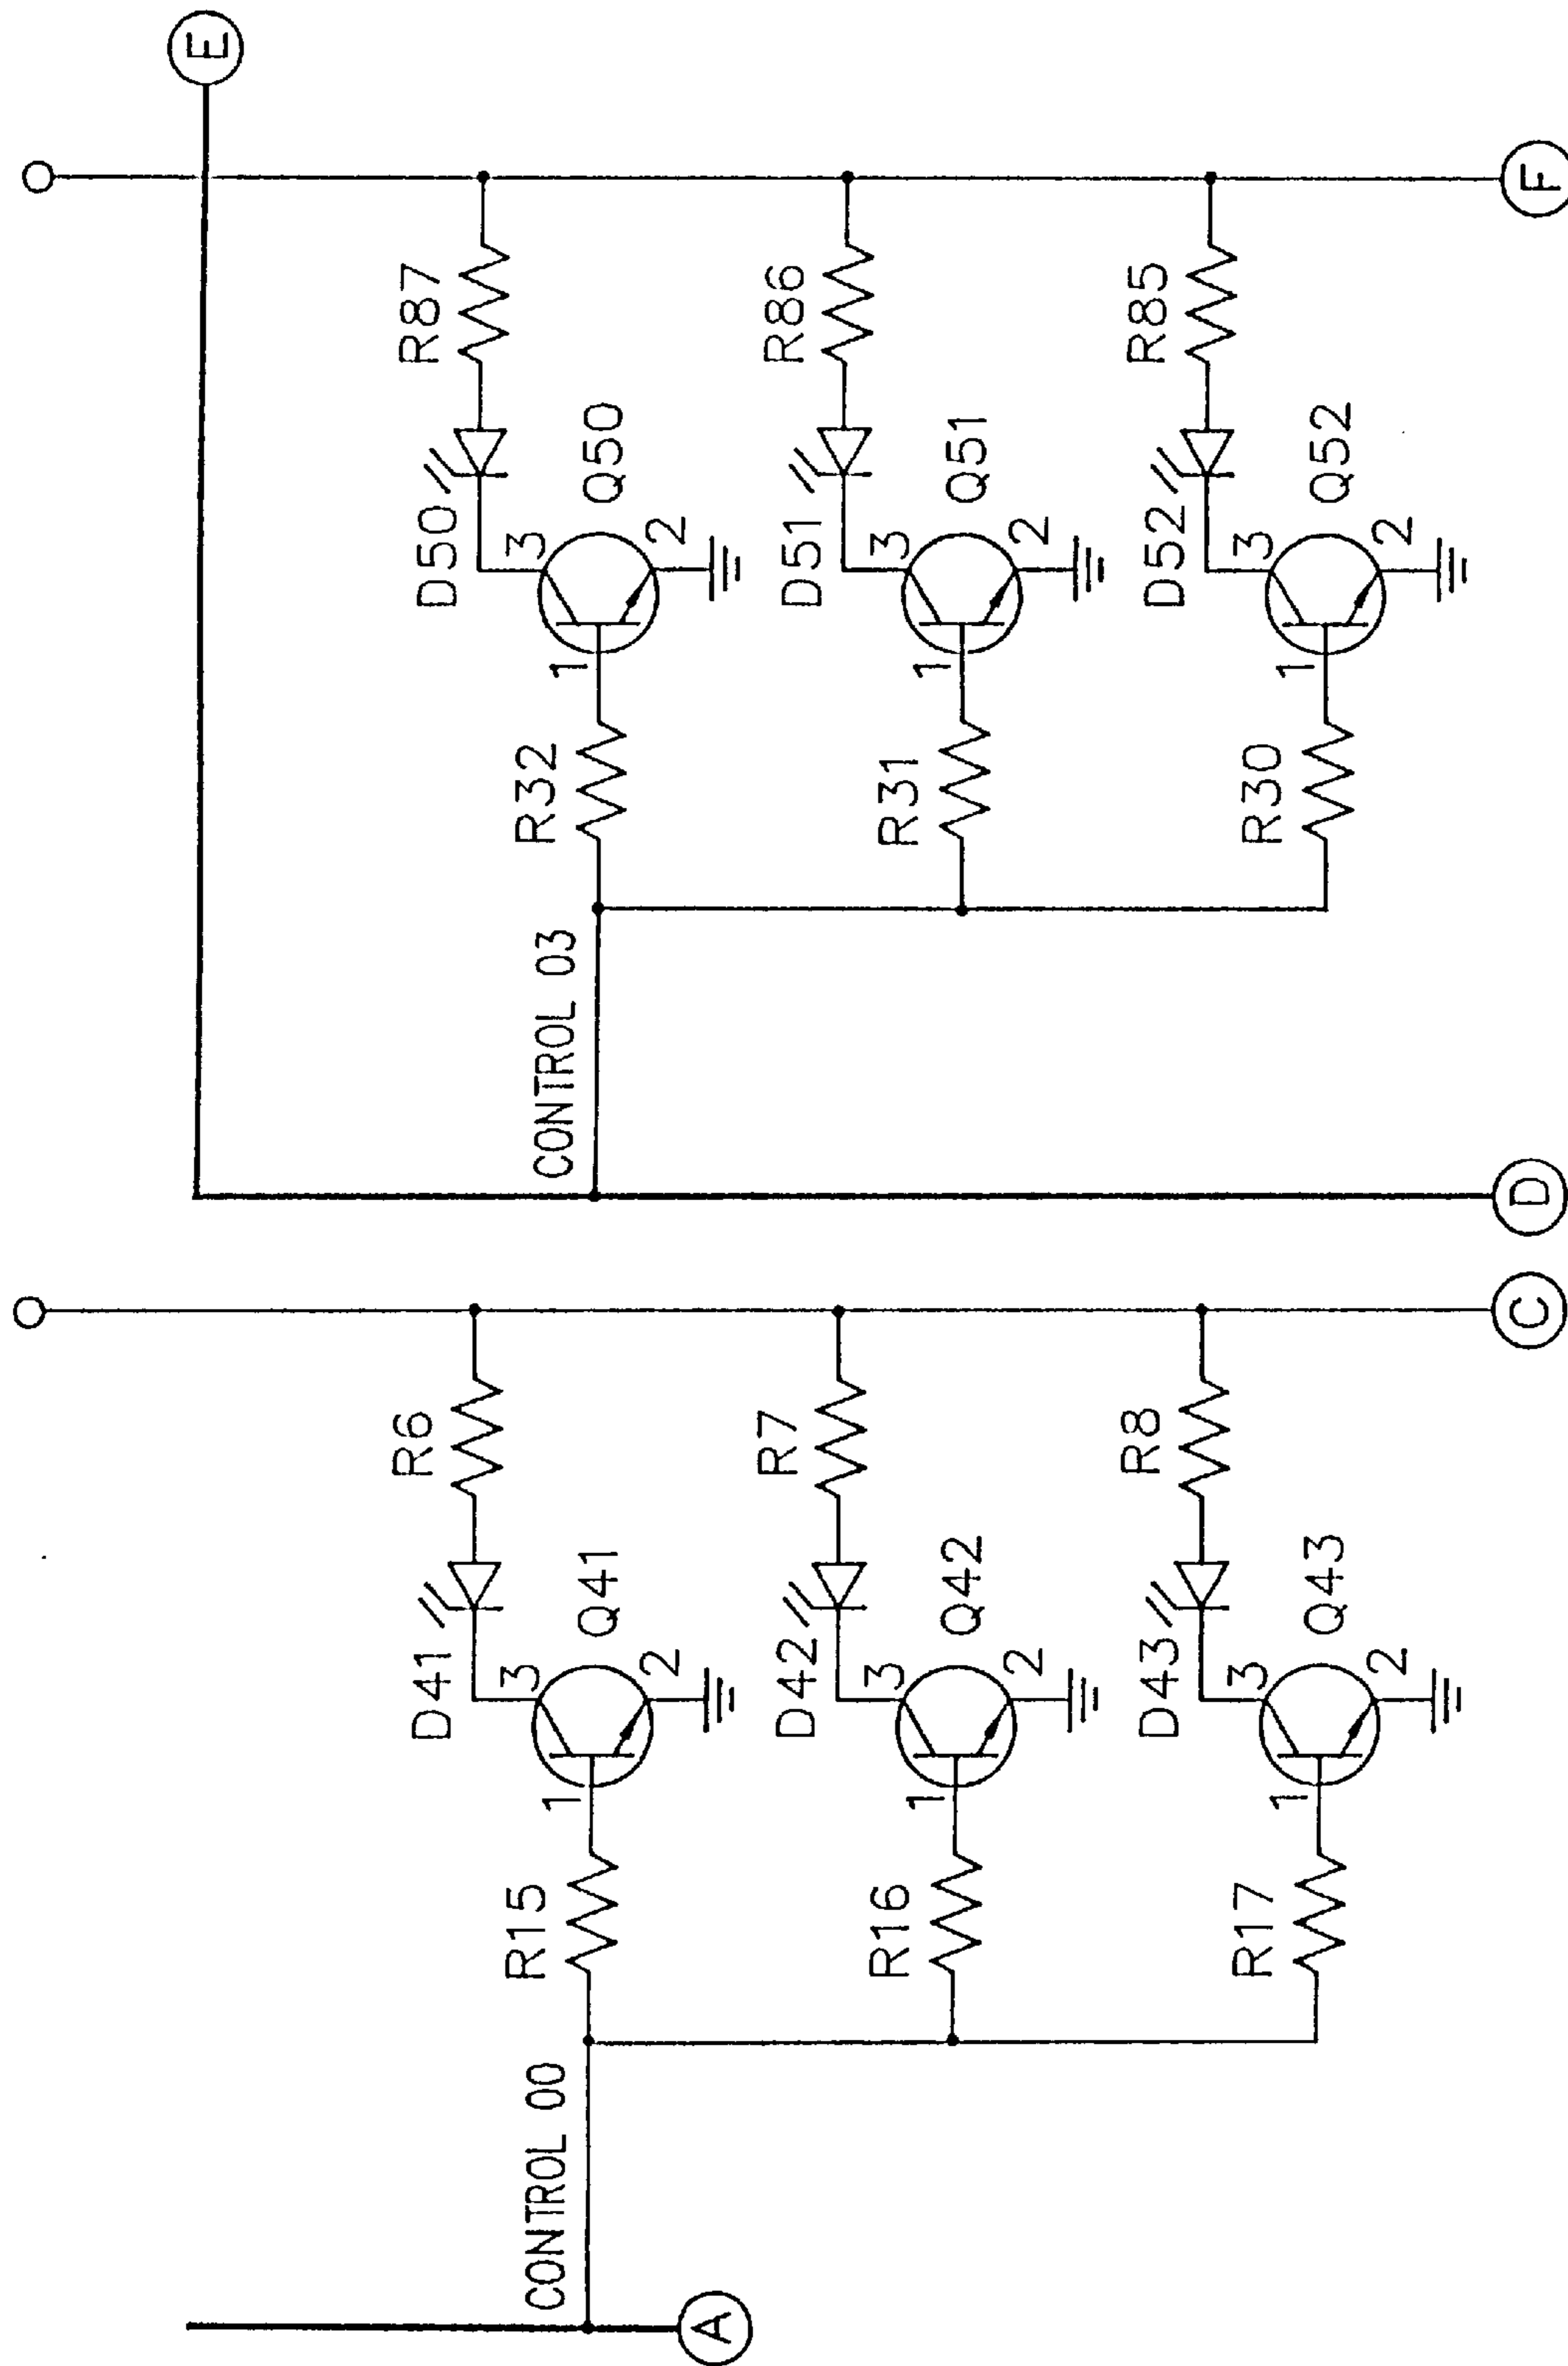 E
R6
R87
D41
D50
3
3
Q41
Q50
CONTROL 00
R15
1
2
CONTROL 03
R32
1
2
R7
R86
D42
D51
3
3
Q42
Q51
R16
1
2
R31
1
2
R8
R85
D43
D52
3
3
Q43
Q52
R17
1
2
R30
1
2
A
C
D
F